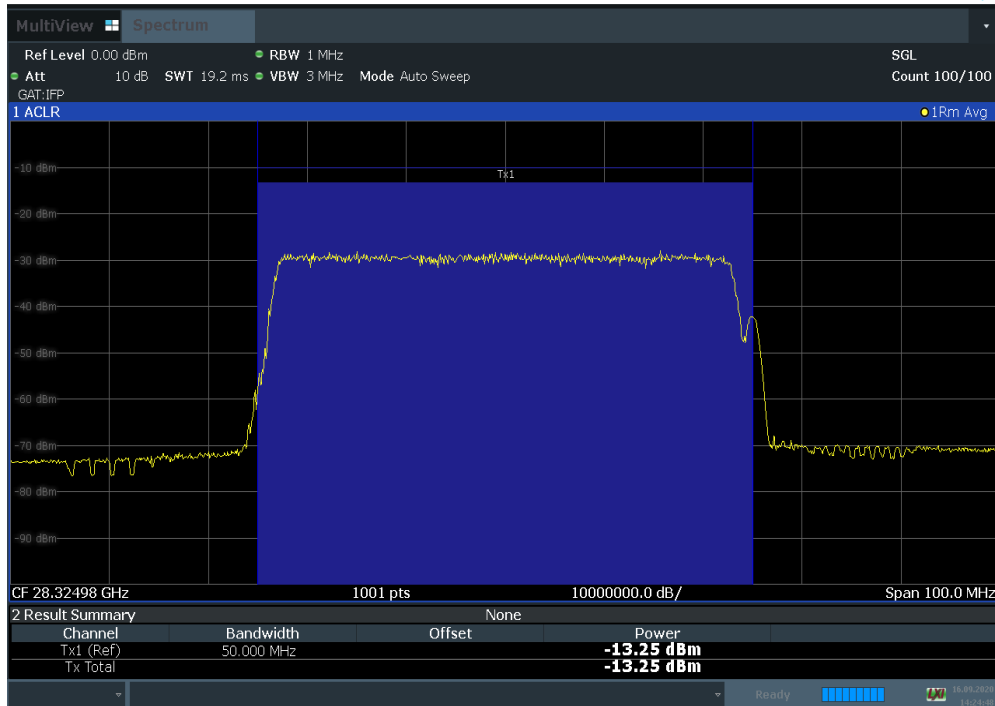 MultiView Spectrum
Ref Level 0.00 dBm RBW 1 MHz SGL
Att 10 dB SWT 19.2 ms VBW 3 MHz Mode Auto Sweep Count 100/100
GAT:IFP
1 ACLR 1Rm Avg
Tx1
-10 dBm
-20 dBm
-30 dBm
-40 dBm
-50 dBm
-60 dBm
-70 dBm
-80 dBm
-90 dBm
CF 28.32498 GHz 1001 pts 10000000.0 dB/ Span 100.0 MHz
2 Result Summary None
Channel Bandwidth Offset Power
Tx1 (Ref) 50.000 MHz -13.25 dBm
Tx Total -13.25 dBm
Ready LXI 16.09.2020
14:24:48